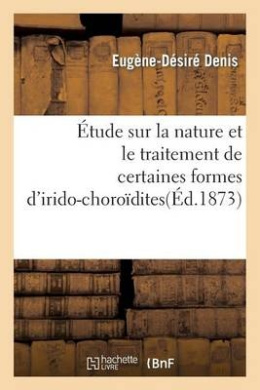 Eugène-Désiré Denis
Étude sur la nature et
le traitement de
certaines formes
d'irido-choroïdites(Éd.1873)
hachette
LIVRE
{BnF